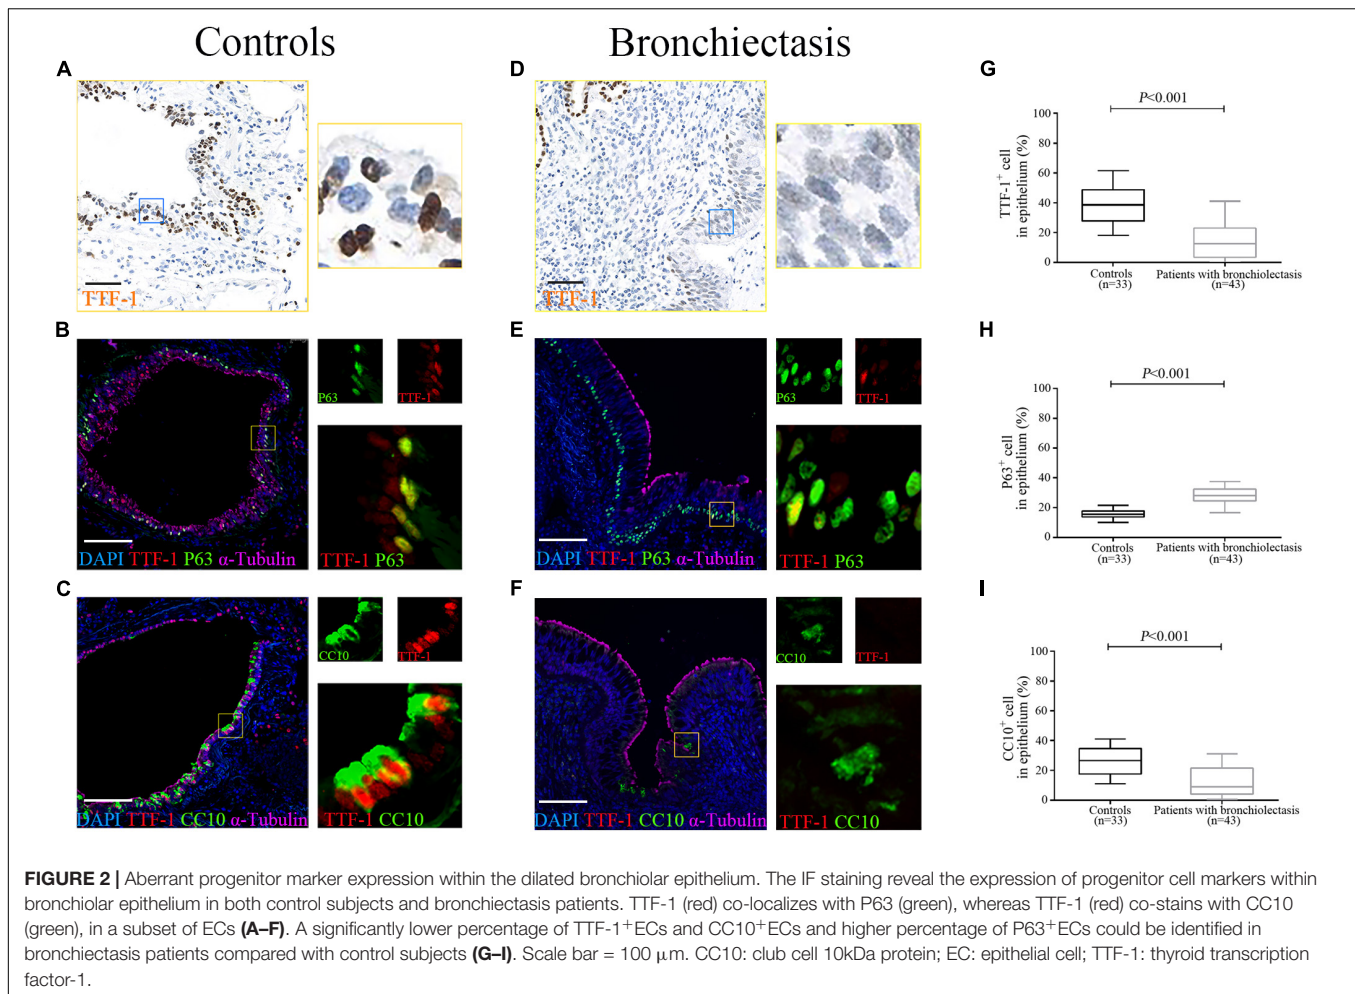 Controls
Bronchiectasis
A
TTF-1
D
TTF-1
G
P<0.001
TTF-1+ cell
in epithelium (%)
100
80
60
40
20
0
Controls
(n=33)
Patients with bronchiolectasis
(n=43)
B
DAPI TTF-1 P63 α-Tubulin
P63
TTF-1
TTF-1 P63
E
DAPI TTF-1 P63 α-Tubulin
P63
TTF-1
TTF-1 P63
H
P<0.001
P63+ cell
in epithelium (%)
100
80
60
40
20
0
Controls
(n=33)
Patients with bronchiolectasis
(n=43)
C
DAPI TTF-1 CC10 α-Tubulin
CC10
TTF-1
TTF-1 CC10
F
DAPI TTF-1 CC10 α-Tubulin
CC10
TTF-1
TTF-1 CC10
I
P<0.001
CC10+ cell
in epithelium (%)
100
80
60
40
20
0
Controls
(n=33)
Patients with bronchiolectasis
(n=43)
FIGURE 2 | Aberrant progenitor marker expression within the dilated bronchiolar epithelium. The IF staining reveal the expression of progenitor cell markers within
bronchiolar epithelium in both control subjects and bronchiectasis patients. TTF-1 (red) co-localizes with P63 (green), whereas TTF-1 (red) co-stains with CC10
(green), in a subset of ECs (A–F). A significantly lower percentage of TTF-1+ECs and CC10+ECs and higher percentage of P63+ECs could be identified in
bronchiectasis patients compared with control subjects (G–I). Scale bar = 100 μm. CC10: club cell 10kDa protein; EC: epithelial cell; TTF-1: thyroid transcription
factor-1.